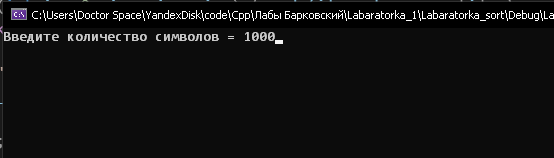 C:\Users\Doctor Space\YandexDisk\code\Cpp\Лабы Барковский\Labaratorka_1\Labaratorka_sort\Debug\La
Введите количество символов = 1000